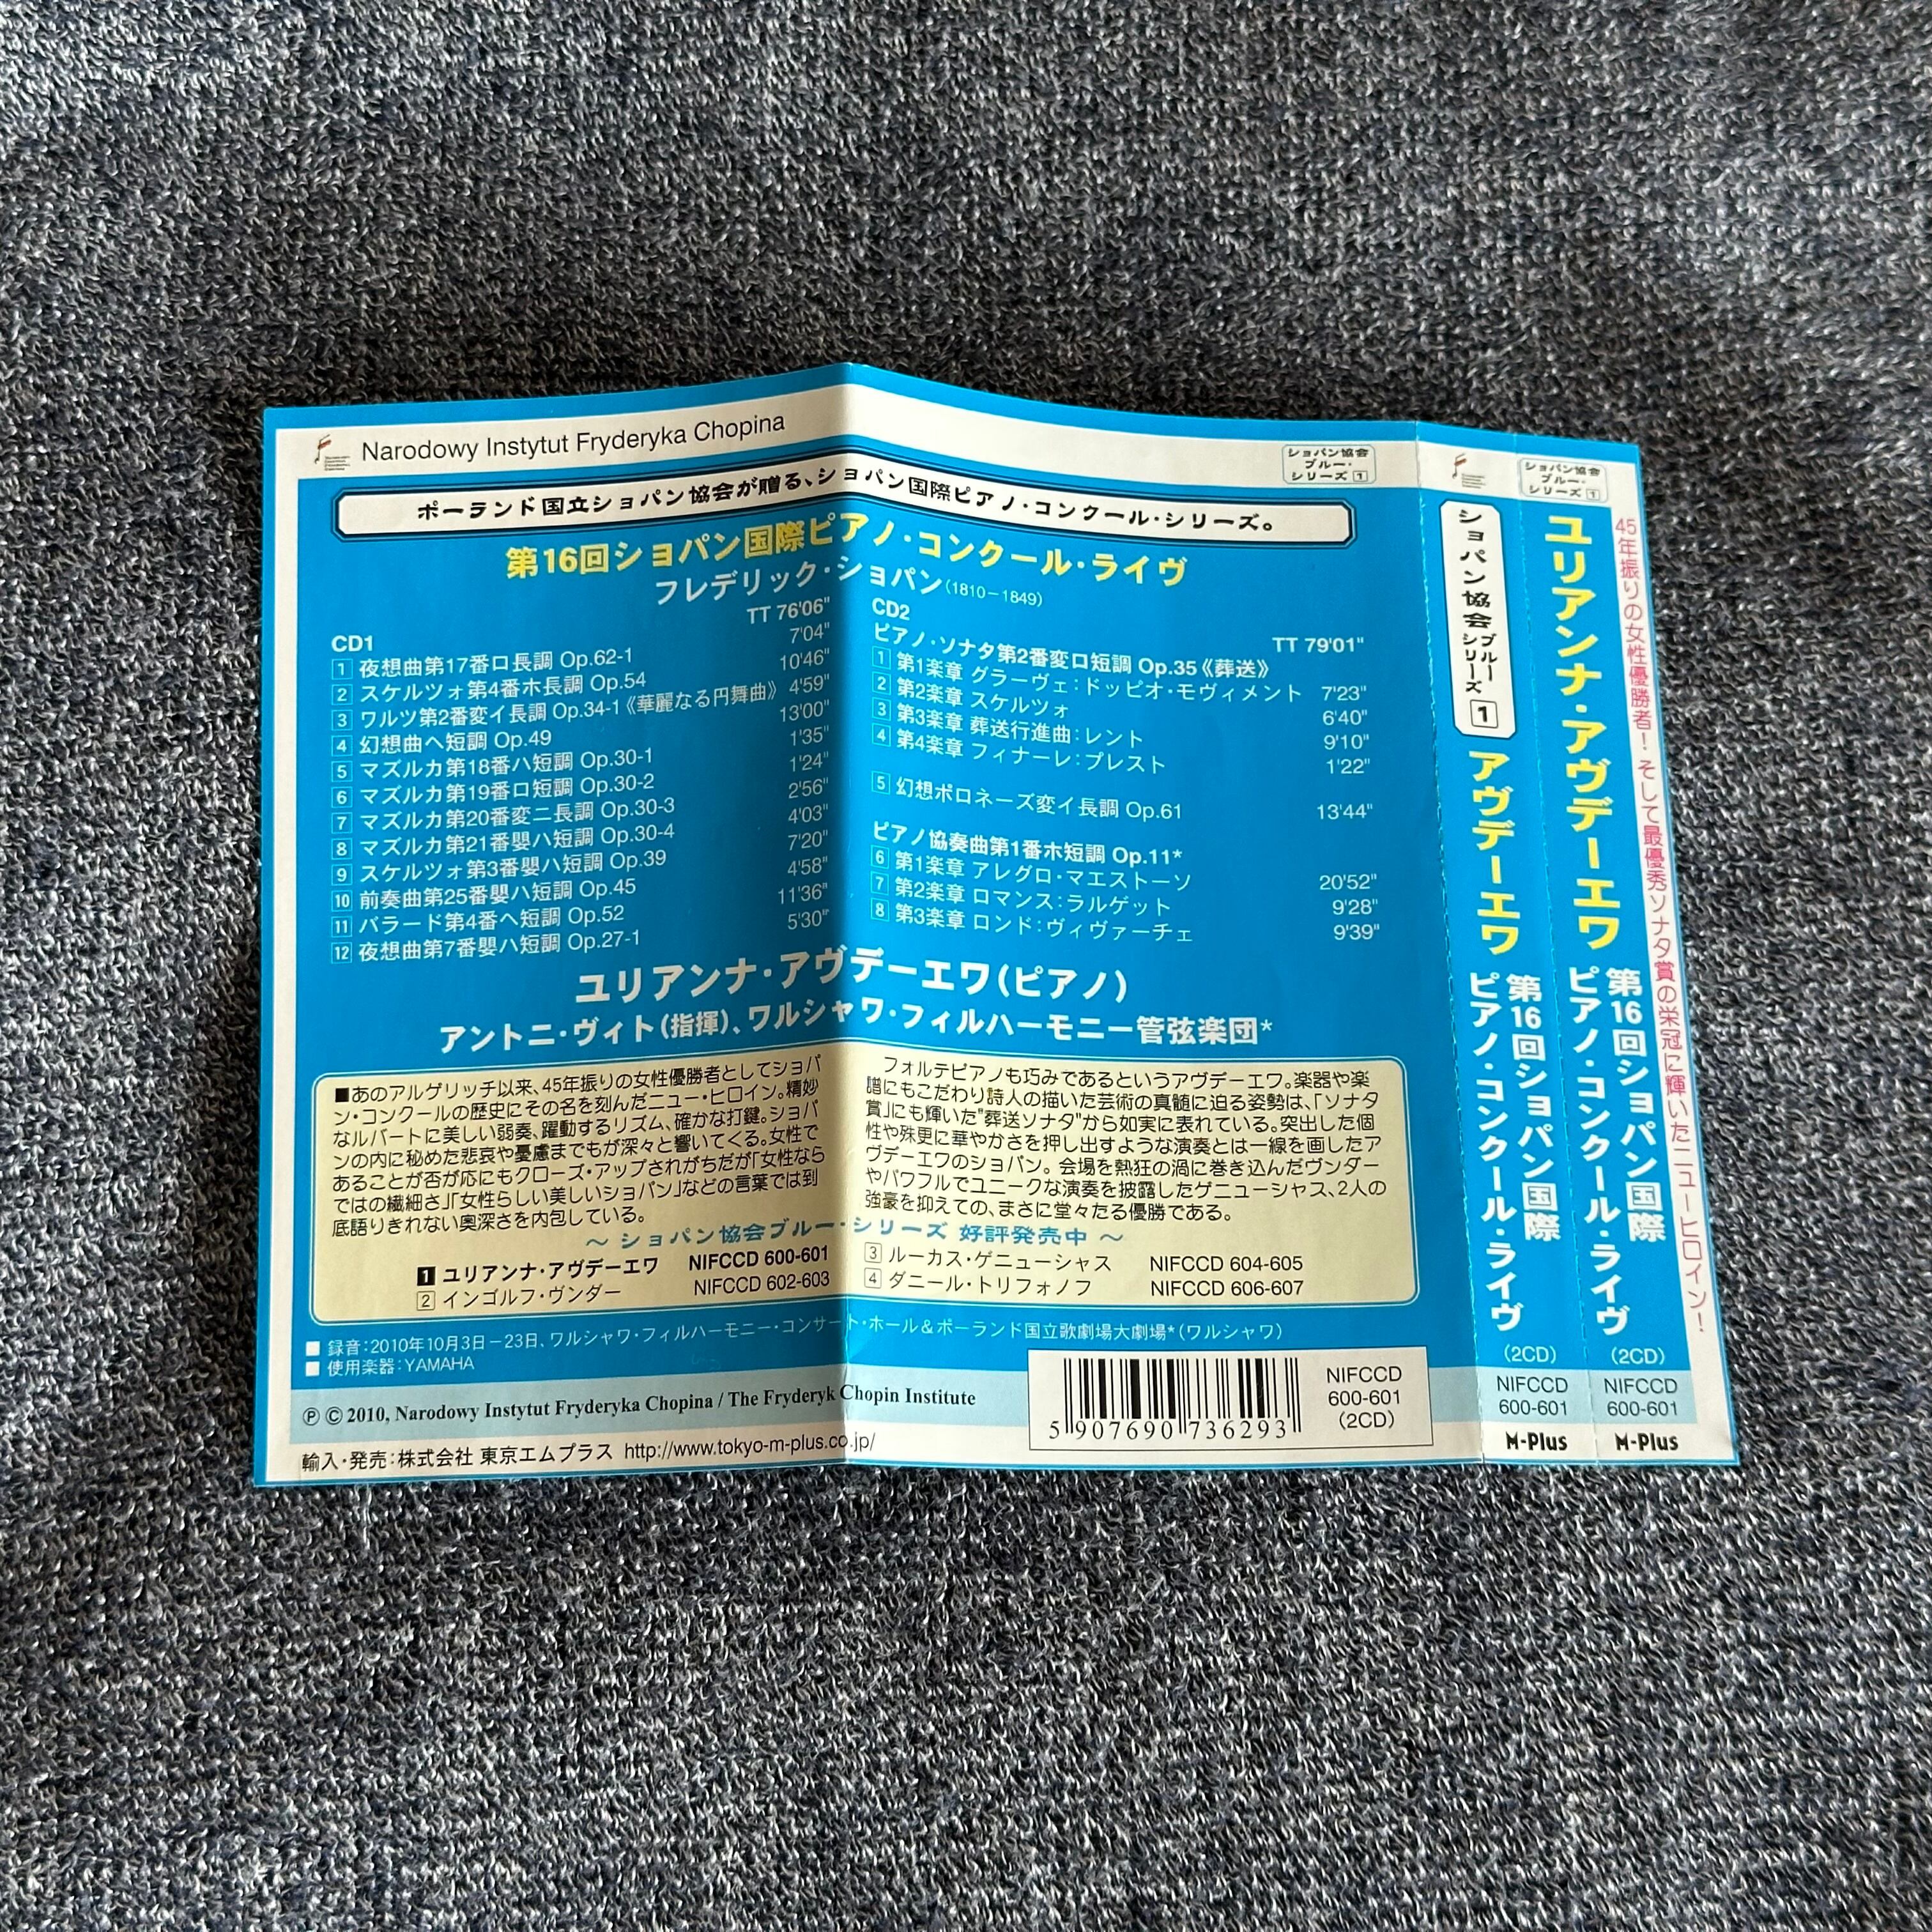 Narodowy Instytut Fryderyka Chopina
ショパン協会
ブルー・
シリーズ 1
ポーランド国立ショパン協会が贈る、ショパン国際ピアノ・コンクール・シリーズ。
第16回ショパン国際ピアノ・コンクール・ライヴ
フレデリック・ショパン(1810−1849)
CD1 TT 76'06"
1 夜想曲第17番ロ長調 Op.62-1 7'04"
2 スケルツォ第4番ホ長調 Op.54 10'46"
3 ワルツ第2番変イ長調 Op.34-1《華麗なる円舞曲》 4'59"
4 幻想曲ヘ短調 Op.49 13'00"
5 マズルカ第18番ハ短調 Op.30-1 1'35"
6 マズルカ第19番ロ短調 Op.30-2 1'24"
7 マズルカ第20番変ニ長調 Op.30-3 2'56"
8 マズルカ第21番嬰ハ短調 Op.30-4 4'03"
9 スケルツォ第3番嬰ハ短調 Op.39 7'20"
10 前奏曲第25番嬰ハ短調 Op.45 4'58"
11 バラード第4番ヘ短調 Op.52 11'36"
12 夜想曲第7番嬰ハ短調 Op.27-1 5'30"
CD2 TT 79'01"
ピアノ・ソナタ第2番変ロ短調 Op.35《葬送》
1 第1楽章 グラーヴェ：ドッピオ・モヴィメント 7'23"
2 第2楽章 スケルツォ 6'40"
3 第3楽章 葬送行進曲：レント 9'10"
4 第4楽章 フィナーレ：プレスト 1'22"
5 幻想ポロネーズ変イ長調 Op.61 13'44"
ピアノ協奏曲第1番ホ短調 Op.11*
6 第1楽章 アレグロ・マエストーソ 20'52"
7 第2楽章 ロマンス：ラルゲット 9'28"
8 第3楽章 ロンド：ヴィヴァーチェ 9'39"
ユリアンナ・アヴデーエワ(ピアノ)
アントニ・ヴィト(指揮)、ワルシャワ・フィルハーモニー管弦楽団*
■あのアルゲリッチ以来、45年振りの女性優勝者としてショパ
ン・コンクールの歴史にその名を刻んだニュー・ヒロイン。精妙
なルバートに美しい弱奏、躍動するリズム、確かな打鍵。ショパ
ンの内に秘めた悲哀や憂慮までもが深々と響いてくる。女性で
あることが否が応にもクローズ・アップされがちだが「女性なら
ではの繊細さ」「女性らしい美しいショパン」などの言葉では到
底語りきれない奥深さを内包している。
フォルテピアノも巧みであるというアヴデーエワ。楽器や楽
譜にもこだわり詩人の描いた芸術の真髄に迫る姿勢は、「ソナタ
賞」にも輝いた"葬送ソナタ"から如実に表れている。突出した個
性や殊更に華やかさを押し出すような演奏とは一線を画したア
ヴデーエワのショパン。会場を熱狂の渦に巻き込んだヴンダー
やパワフルでユニークな演奏を披露したゲニューシャス、2人の
強豪を抑えての、まさに堂々たる優勝である。
～ ショパン協会ブルー・シリーズ 好評発売中 ～
1 ユリアンナ・アヴデーエワ NIFCCD 600-601
2 インゴルフ・ヴンダー NIFCCD 602-603
3 ルーカス・ゲニューシャス NIFCCD 604-605
4 ダニール・トリフォノフ NIFCCD 606-607
■ 録音：2010年10月3日−23日、ワルシャワ・フィルハーモニー・コンサート・ホール＆ポーランド国立歌劇場大劇場*(ワルシャワ)
■ 使用楽器：YAMAHA
Ⓟ © 2010, Narodowy Instytut Fryderyka Chopina / The Fryderyk Chopin Institute
輸入・発売：株式会社 東京エムプラス http://www.tokyo-m-plus.co.jp/
5 907690 736293
NIFCCD
600-601
(2CD)
ショパン協会
ブルー
シリーズ
1
アヴデーエワ
第16回ショパン国際
ピアノ・コンクール・ライヴ
(2CD)
NIFCCD
600-601
M-Plus
ショパン協会
ブルー・
シリーズ 1
ユリアンナ・アヴデーエワ
第16回ショパン国際
ピアノ・コンクール・ライヴ
(2CD)
NIFCCD
600-601
M-Plus
45年振りの女性優勝者！そして最優秀ソナタ賞の栄冠に輝いたニューヒロイン！